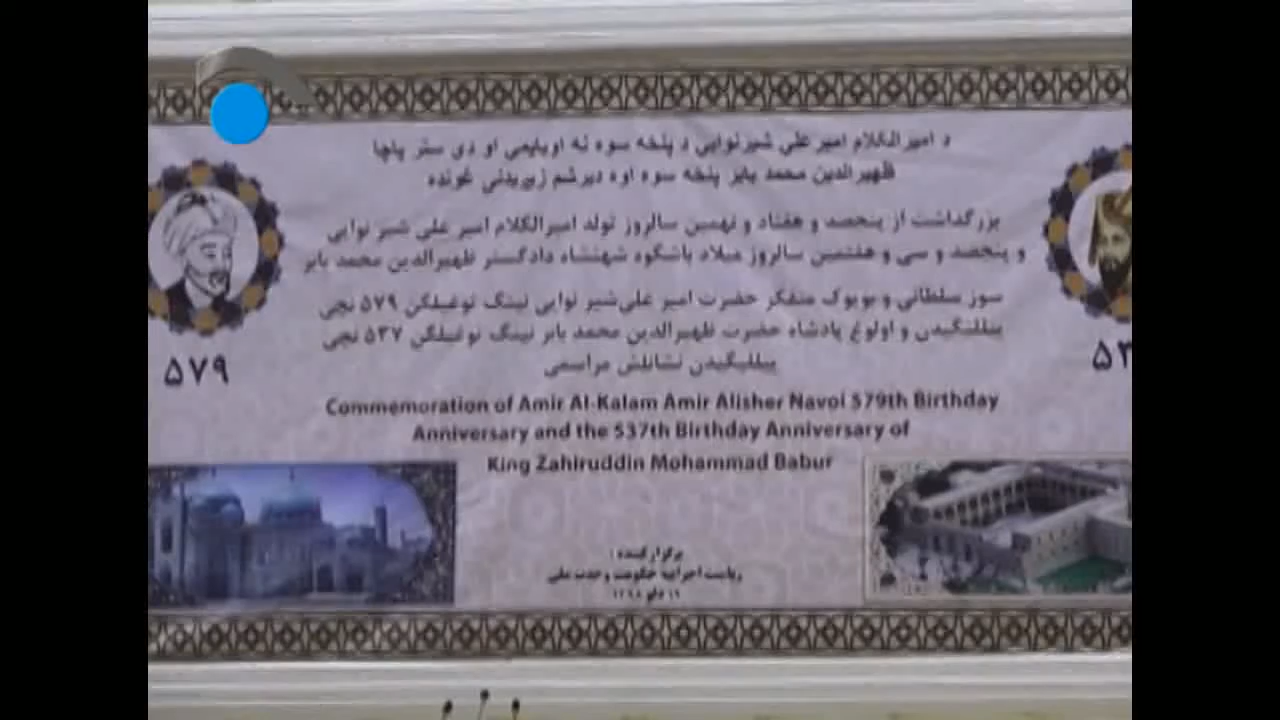 د امیرالکلام امیر علي شیرنوایي د پنځه سوه نه اویایمې او دې ستر پاچا
ظهیرالدین محمد بابر پنځه سوه اوه دیرشم زیږیدنې غونډه
بزرگداشت از پنجصد و هفتاد و نهمین سالروز تولد امیرالکلام امیر علی شیر نوایی
و پنجصد و سی و هفتمین سالروز میلاد باشکوه شهنشاه دادگستر ظهیرالدین محمد بابر
سوز سلطانی و بویوک متفکر حضرت امیر علی‌شیر نوایی نینگ توغیلگن ۵۷۹ نچی
ییللیگیدن و اولوغ پادشاه حضرت ظهیرالدین محمد بابر نینگ توغیلگن ۵۳۷ نچی
ییللیگیدن نشانلش مراسمی
۵۷۹
Commemoration of Amir Al-Kalam Amir Alisher Navoi 579th Birthday
Anniversary and the 537th Birthday Anniversary of
King Zahiruddin Mohammad Babur
برگزار کننده :
ریاست اجراییه حکومت وحدت ملی
دلو ۱۳۹۸